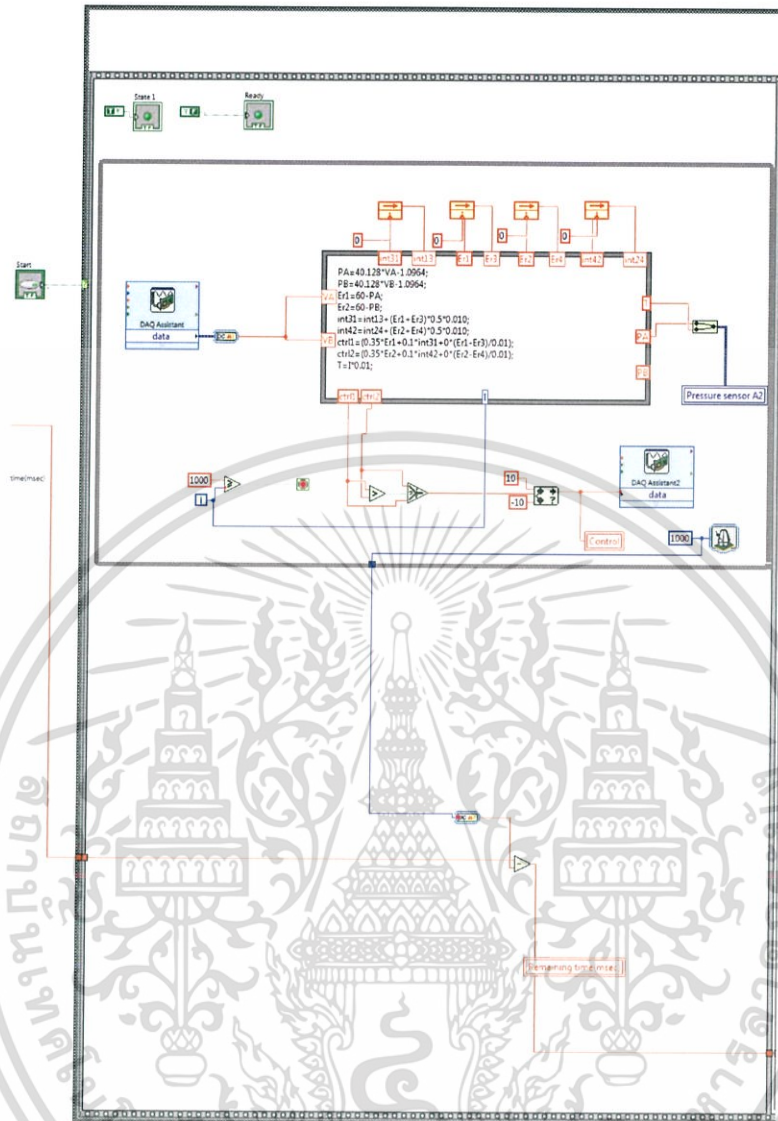 State 1
Ready
Start
0
0
0
0
int31
int13
Er1
Er3
Er2
Er4
int42
int24
PA=40.128*VA-1.0964;
PB=40.128*VB-1.0964;
Er1=60-PA;
Er2=60-PB;
int31=int13+(Er1+Er3)*0.5*0.010;
int42=int24+(Er2+Er4)*0.5*0.010;
ctrl1=(0.35*Er1+0.1*int31+0*(Er1-Er3)/0.01);
ctrl2=(0.35*Er2+0.1*int42+0*(Er2-Er4)/0.01);
T=I*0.01;
VA
VB
T
PA
PB
DAQ Assistant
data
Pressure sensor A2
ctrl1
ctrl2
I
time(msec)
1000
i
10
-10
DAQ Assistant2
data
Control
1000
Remaining time(msec)